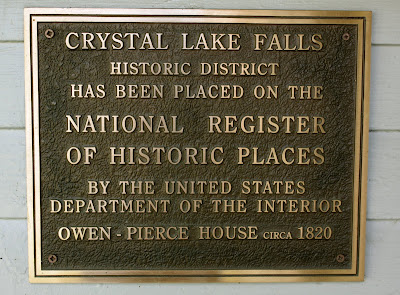 CRYSTAL LAKE FALLS
HISTORIC DISTRICT
HAS BEEN PLACED ON THE
NATIONAL REGISTER
OF HISTORIC PLACES
BY THE UNITED STATES
DEPARTMENT OF THE INTERIOR
OWEN - PIERCE HOUSE CIRCA 1820